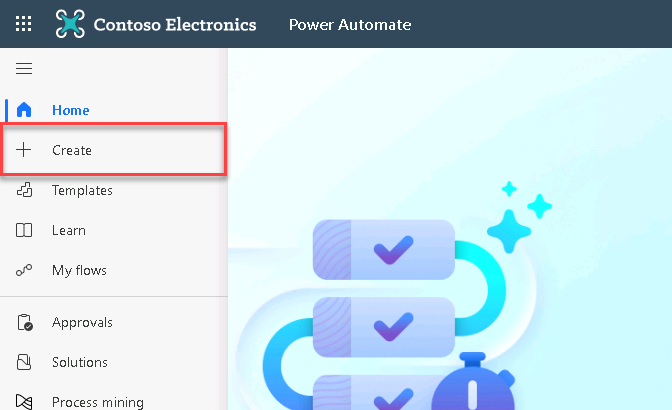 Contoso Electronics Power Automate
Home
Create
Templates
Learn
My flows
Approvals
Solutions
Process mining